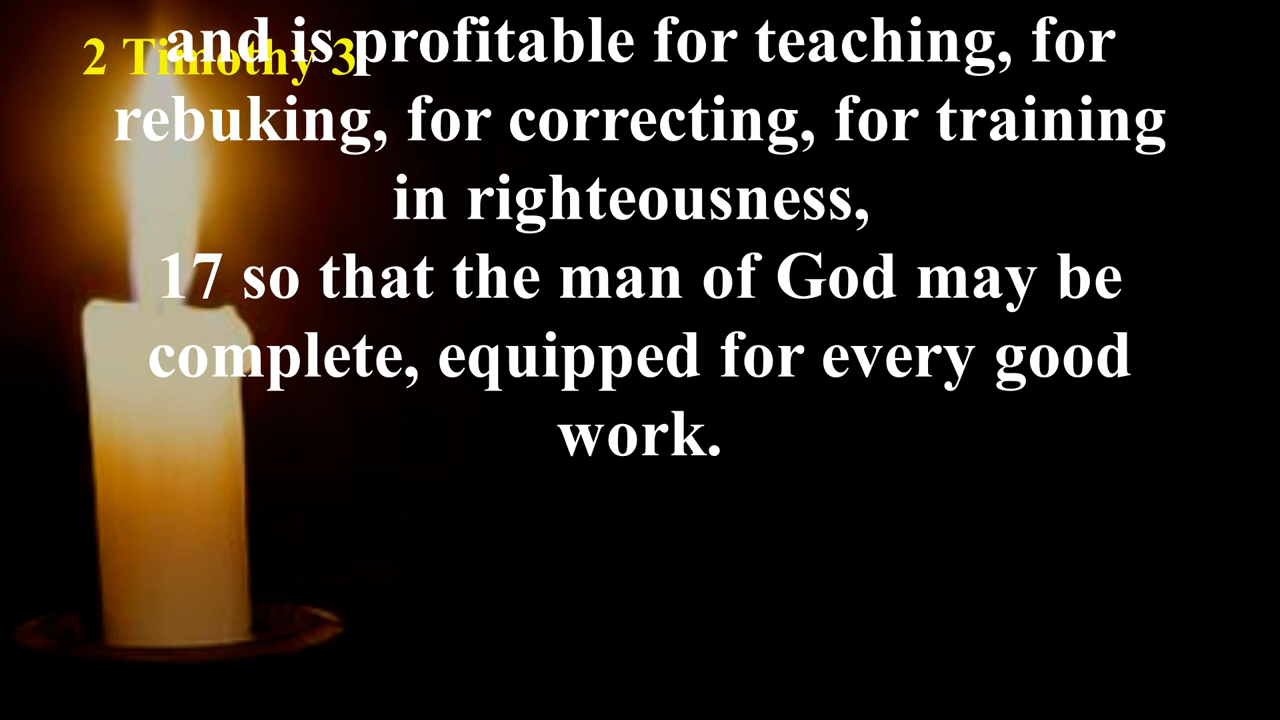 2 Timothy 3
and is profitable for teaching, for
rebuking, for correcting, for training
in righteousness,
17 so that the man of God may be
complete, equipped for every good
work.